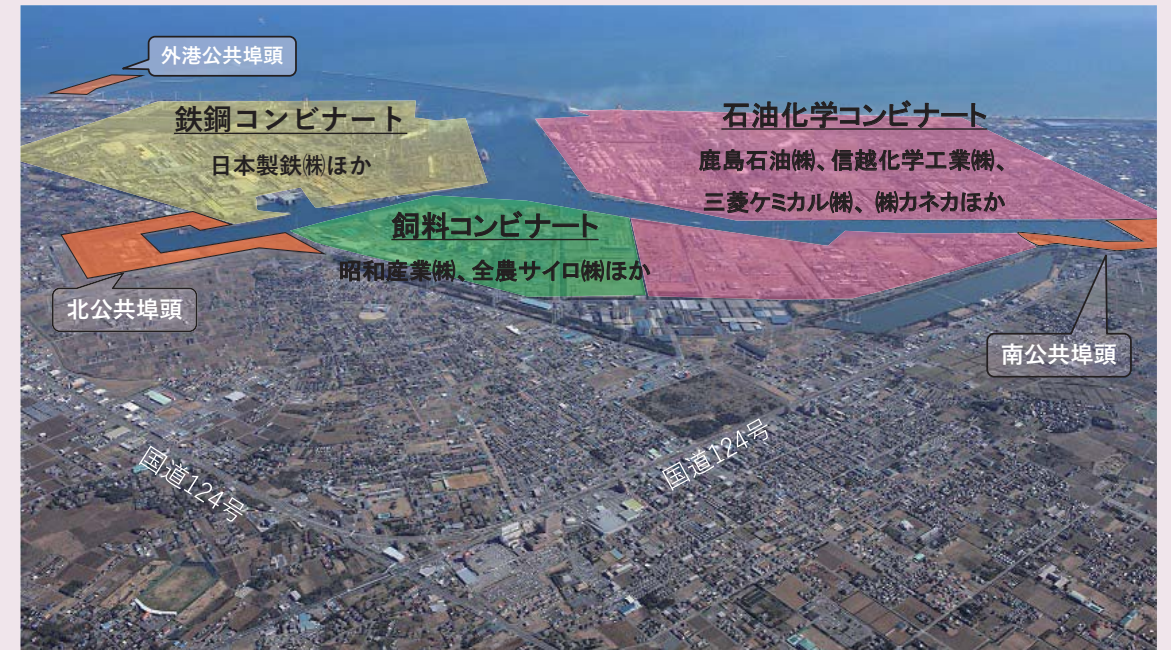 外港公共埠頭
鉄鋼コンビナート
日本製鉄㈱ほか
石油化学コンビナート
鹿島石油㈱、信越化学工業㈱、
三菱ケミカル㈱、㈱カネカほか
飼料コンビナート
昭和産業㈱、全農サイロ㈱ほか
北公共埠頭
南公共埠頭
国道124号
国道124号